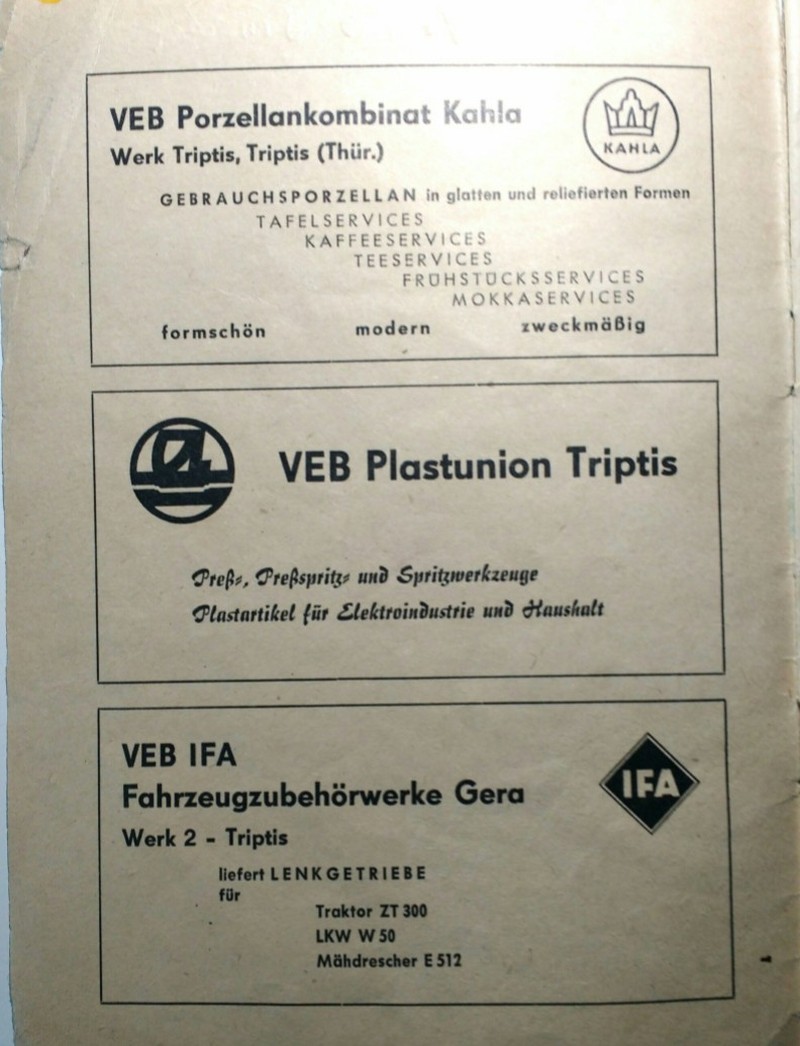 VEB Porzellankombinat Kahla
Werk Triptis, Triptis (Thür.)
KAHLA
GEBRAUCHSPORZELLAN in glatten und reliefierten Formen
TAFELSERVICES
KAFFEESERVICES
TEESERVICES
FRÜHSTÜCKSSERVICES
MOKKASERVICES
formschön modern zweckmäßig
VEB Plastunion Triptis
Preß-, Preßspritz- und Spritzwerkzeuge
Plastartikel für Elektroindustrie und Haushalt
VEB IFA
Fahrzeugzubehörwerke Gera
IFA
Werk 2 - Triptis
liefert LENKGETRIEBE
für
Traktor ZT 300
LKW W 50
Mähdrescher E 512